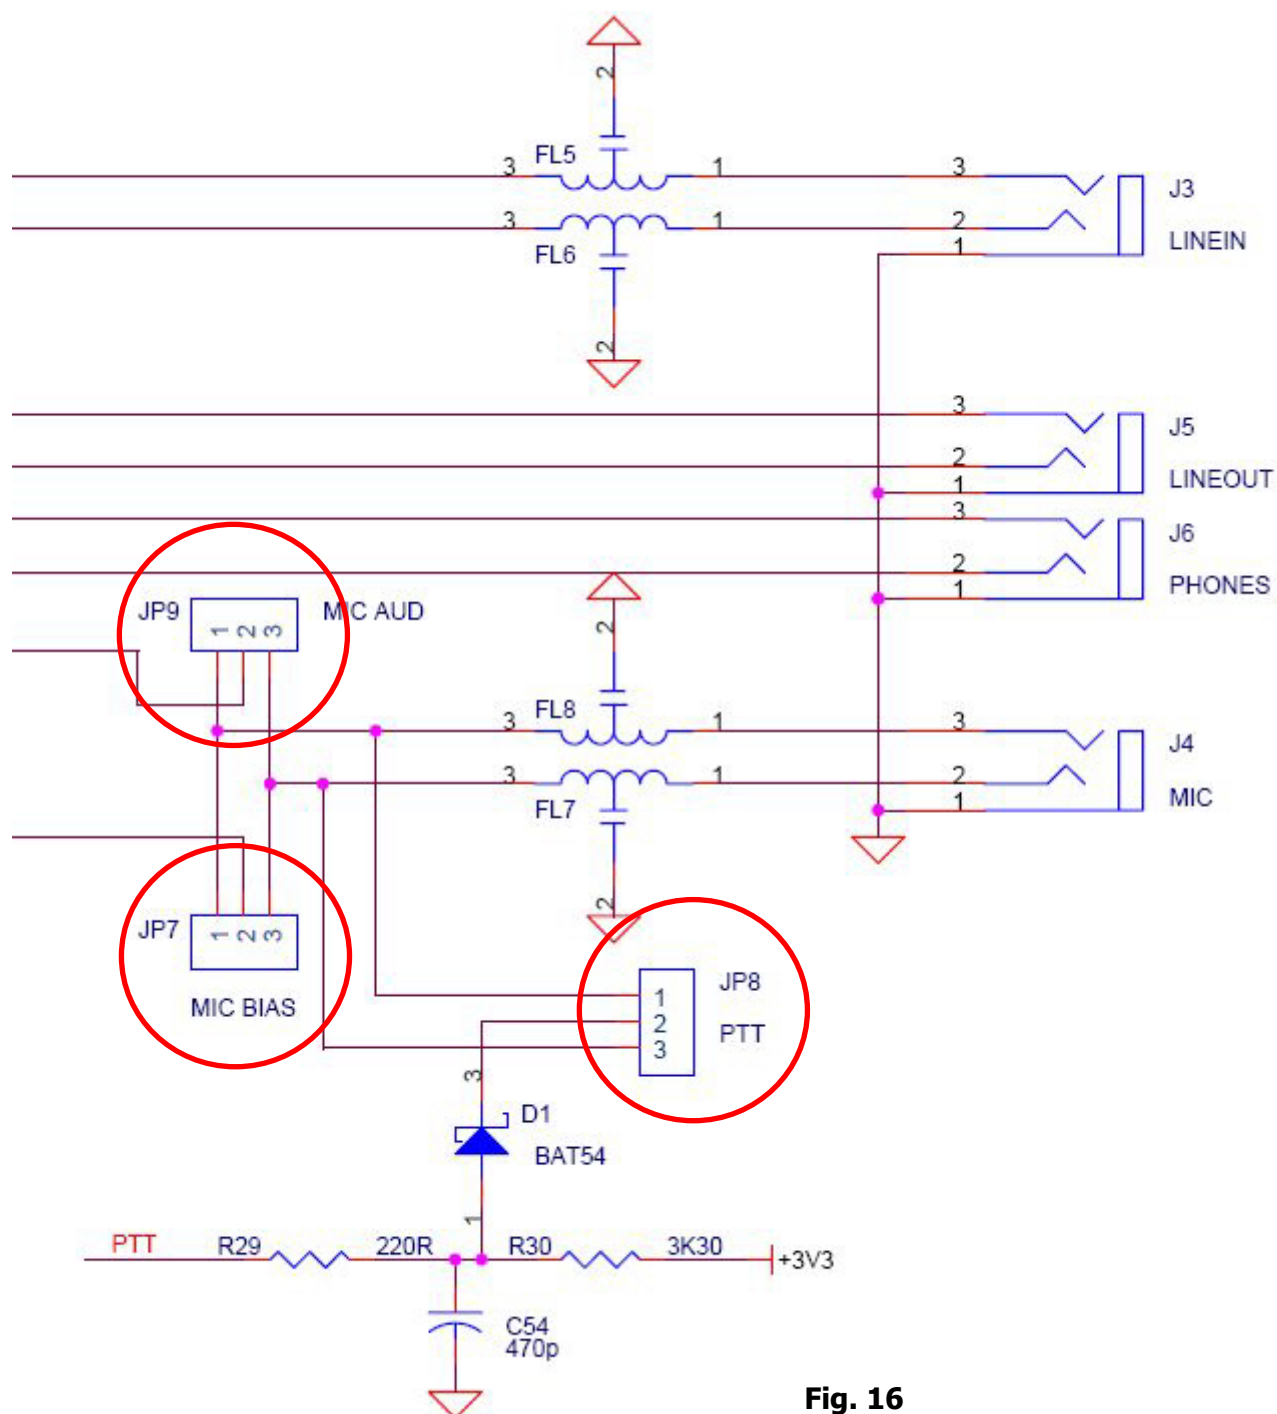 2
FL5
3
1
3
J3
3
1
2
FL6
1
LINEIN
2
3
J5
2
1
LINEOUT
3
J6
2
1
PHONES
JP9
1 2 3
MIC AUD
2
FL8
3
1
3
J4
3
1
2
FL7
1
MIC
2
JP7
1 2 3
MIC BIAS
JP8
1
2
3
PTT
3
D1
BAT54
1
PTT
R29
220R
R30
3K30
+3V3
C54
470p
Fig. 16